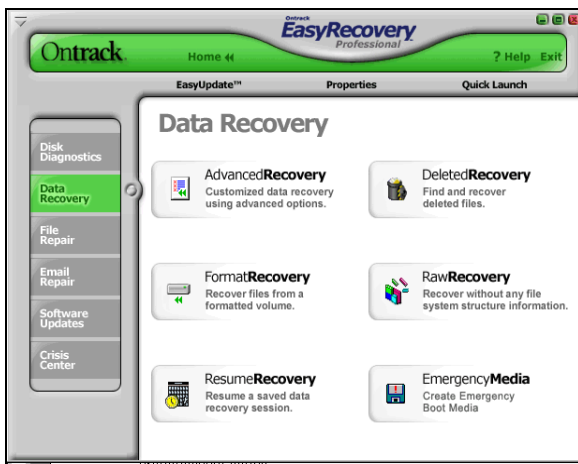 Ontrack
EasyRecovery
Professional
Ontrack
Home
? Help Exit
EasyUpdate™ Properties Quick Launch
Data Recovery
Disk
Diagnostics
Data
Recovery
File
Repair
Email
Repair
Software
Updates
Crisis
Center
AdvancedRecovery
Customized data recovery
using advanced options.
DeletedRecovery
Find and recover
deleted files.
FormatRecovery
Recover files from a
formatted volume.
RawRecovery
Recover without any file
system structure information.
ResumeRecovery
Resume a saved data
recovery session.
EmergencyMedia
Create Emergency
Boot Media